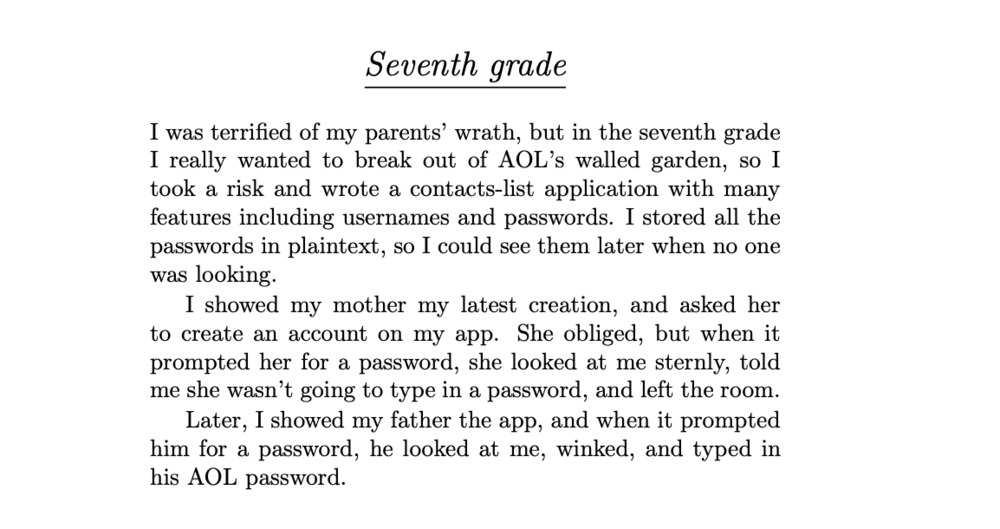 Seventh grade
I was terrified of my parents’ wrath, but in the seventh grade
I really wanted to break out of AOL’s walled garden, so I
took a risk and wrote a contacts-list application with many
features including usernames and passwords. I stored all the
passwords in plaintext, so I could see them later when no one
was looking.
I showed my mother my latest creation, and asked her
to create an account on my app. She obliged, but when it
prompted her for a password, she looked at me sternly, told
me she wasn’t going to type in a password, and left the room.
Later, I showed my father the app, and when it prompted
him for a password, he looked at me, winked, and typed in
his AOL password.